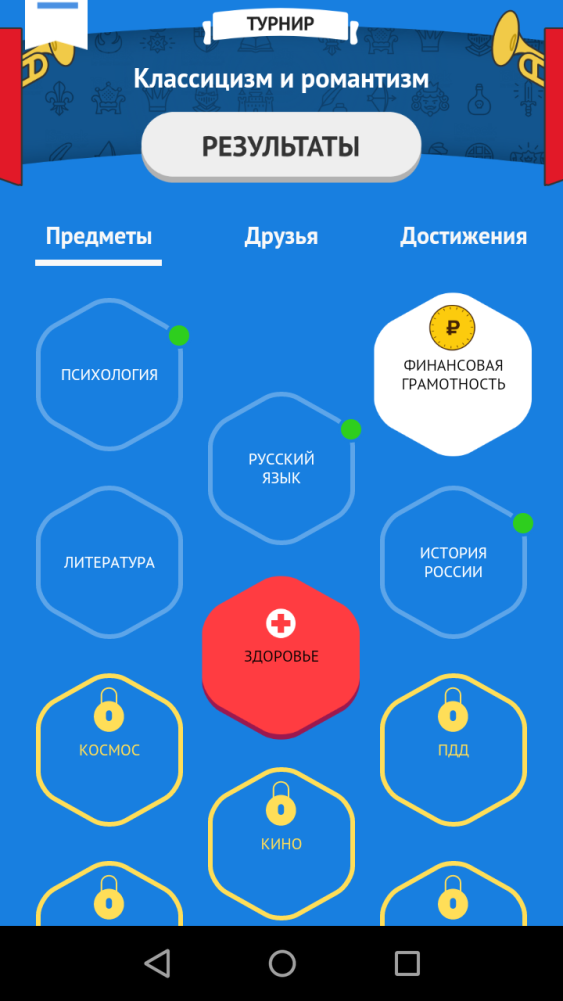 ТУРНИР
Классицизм и романтизм
РЕЗУЛЬТАТЫ
Предметы
Друзья
Достижения
ПСИХОЛОГИЯ
₽
ФИНАНСОВАЯ
ГРАМОТНОСТЬ
РУССКИЙ
ЯЗЫК
ЛИТЕРАТУРА
ИСТОРИЯ
РОССИИ
ЗДОРОВЬЕ
КОСМОС
ПДД
КИНО